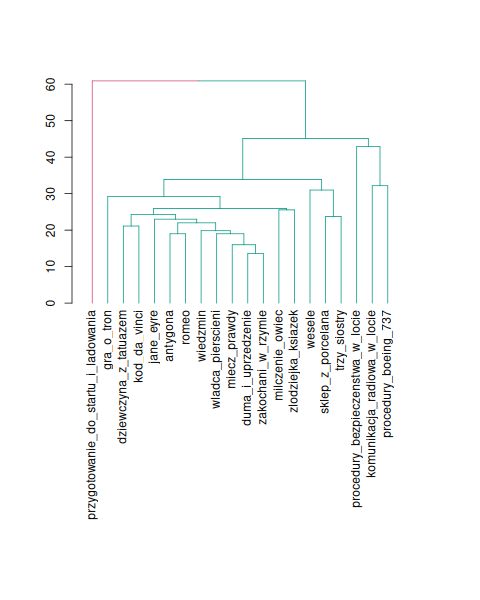 60
50
40
30
20
10
0
przygotowanie_do_startu_i_ladowania
gra_o_tron
dziewczyna_z_tatuazem
kod_da_vinci
jane_eyre
antygona
romeo
wiedzmin
wladca_pierscieni
miecz_prawdy
duma_i_uprzedzenie
zakochani_w_rzymie
milczenie_owiec
zlodziejka_ksiazek
wesele
sklep_z_porcelana
trzy_siostry
procedury_bezpieczenstwa_w_locie
komunikacja_radiowa_w_locie
procedury_boeing_737